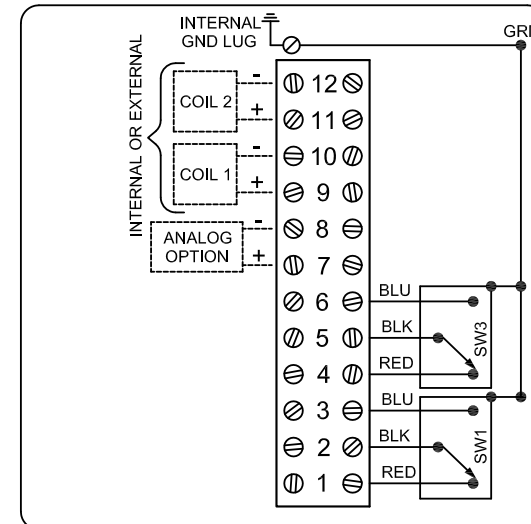 INTERNAL
GND LUG
GR
INTERNAL OR EXTERNAL
COIL 2
-
+
COIL 1
-
+
ANALOG
OPTION
-
+
12
11
10
9
8
7
6
5
4
3
2
1
BLU
BLK
RED
SW3
BLU
BLK
RED
SW1